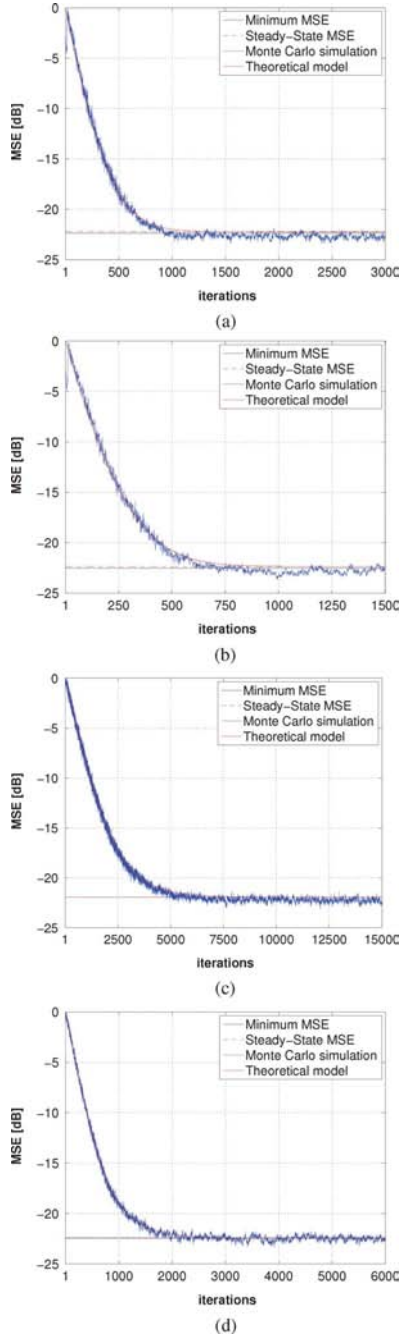 0
−5
−10
−15
−20
−25
MSE [dB]
Minimum MSE
Steady−State MSE
Monte Carlo simulation
Theoretical model
1 500 1000 1500 2000 2500 3000
iterations
(a)
0
−5
−10
−15
−20
−25
MSE [dB]
Minimum MSE
Steady−State MSE
Monte Carlo simulation
Theoretical model
1 250 500 750 1000 1250 1500
iterations
(b)
0
−5
−10
−15
−20
−25
MSE [dB]
Minimum MSE
Steady−State MSE
Monte Carlo simulation
Theoretical model
1 2500 5000 7500 10000 12500 15000
iterations
(c)
0
−5
−10
−15
−20
−25
MSE [dB]
Minimum MSE
Steady−State MSE
Monte Carlo simulation
Theoretical model
1 1000 2000 3000 4000 5000 6000
iterations
(d)